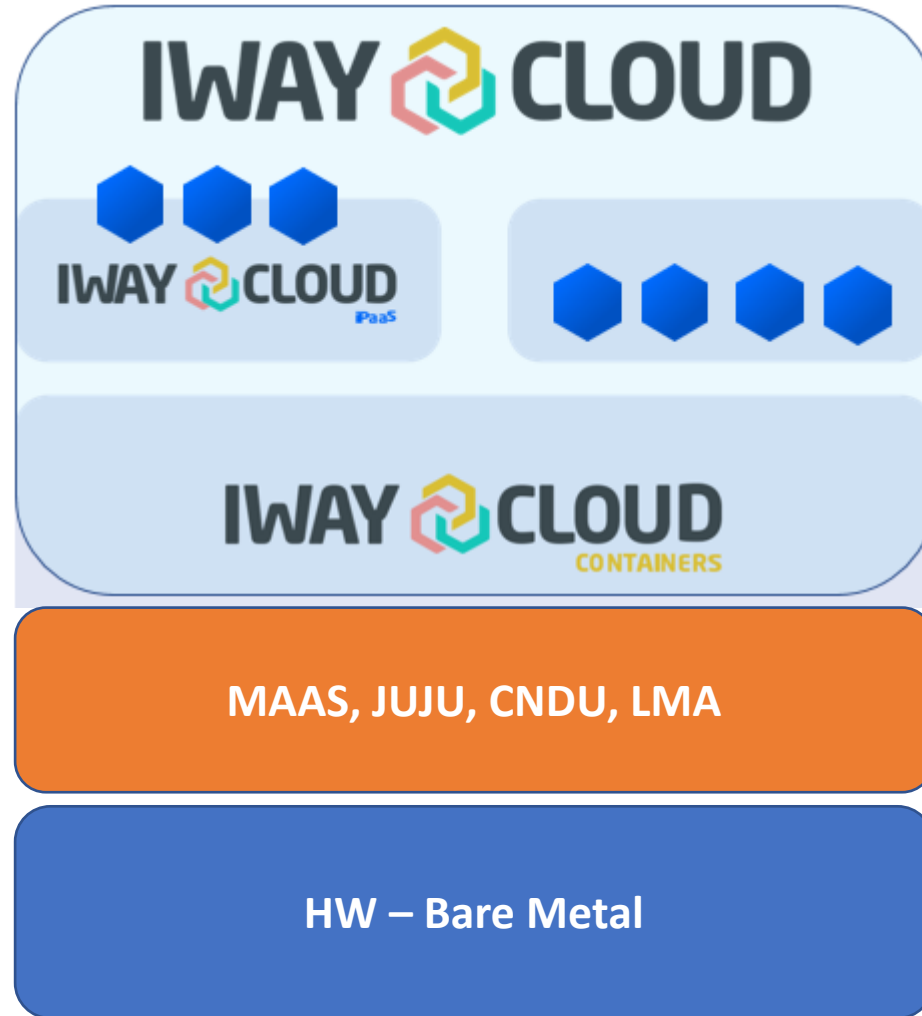 IWAY CLOUD
IWAY CLOUD
iPaaS
IWAY CLOUD
CONTAINERS
MAAS, JUJU, CNDU, LMA
HW – Bare Metal